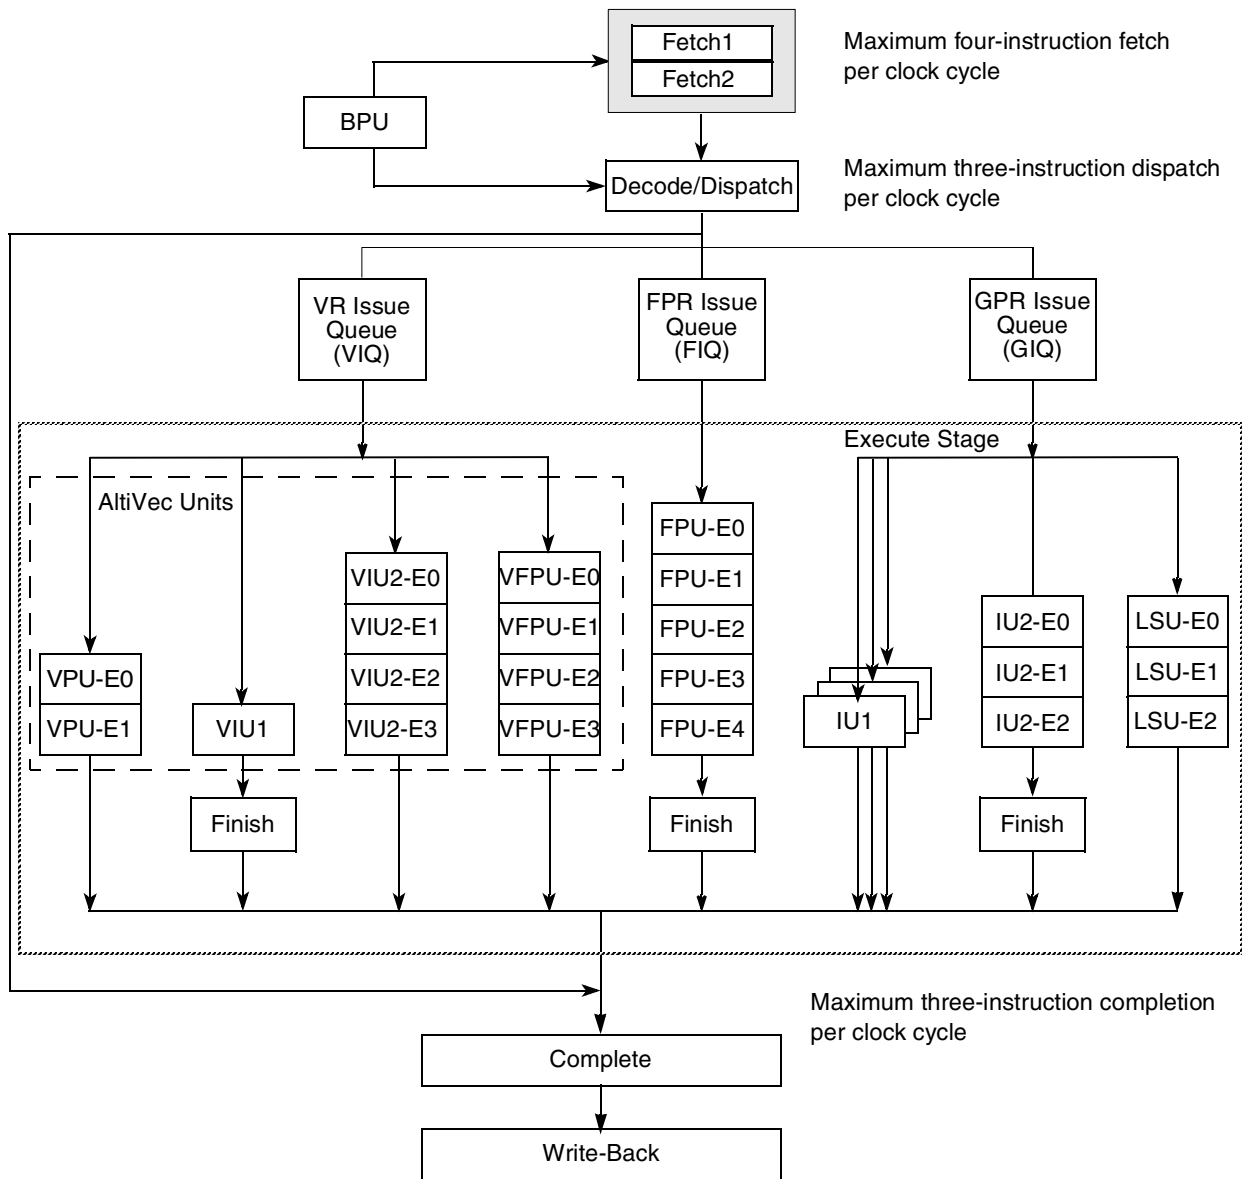 Fetch1
Fetch2
Maximum four-instruction fetch
per clock cycle
BPU
Decode/Dispatch
Maximum three-instruction dispatch
per clock cycle
VR Issue
Queue
(VIQ)
FPR Issue
Queue
(FIQ)
GPR Issue
Queue
(GIQ)
Execute Stage
AltiVec Units
VPU-E0
VPU-E1
VIU1
Finish
VIU2-E0
VIU2-E1
VIU2-E2
VIU2-E3
VFPU-E0
VFPU-E1
VFPU-E2
VFPU-E3
FPU-E0
FPU-E1
FPU-E2
FPU-E3
FPU-E4
Finish
IU1
IU2-E0
IU2-E1
IU2-E2
Finish
LSU-E0
LSU-E1
LSU-E2
Maximum three-instruction completion
per clock cycle
Complete
Write-Back